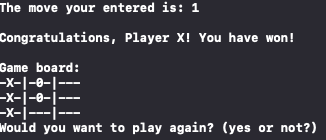 The move your entered is: 1
Congratulations, Player X! You have won!
Game board:
-X-|-0-|---
-X-|-0-|---
-X-|---|---
Would you want to play again? (yes or not?)